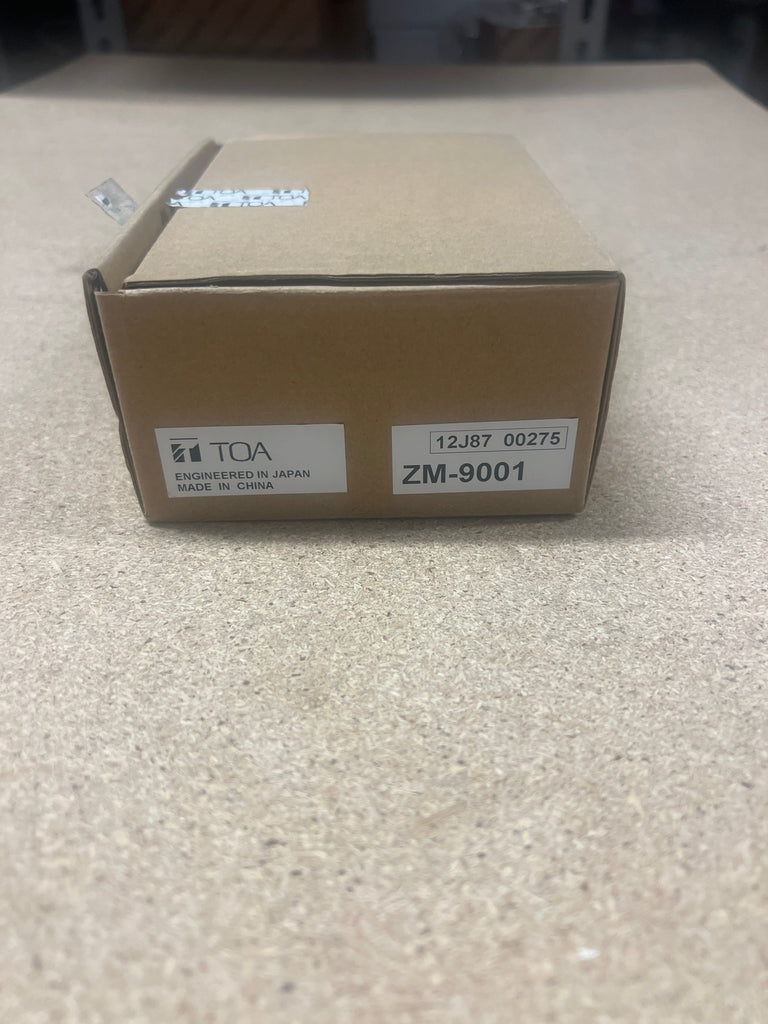 TOA
ENGINEERED IN JAPAN
MADE IN CHINA
12J87 00275
ZM-9001